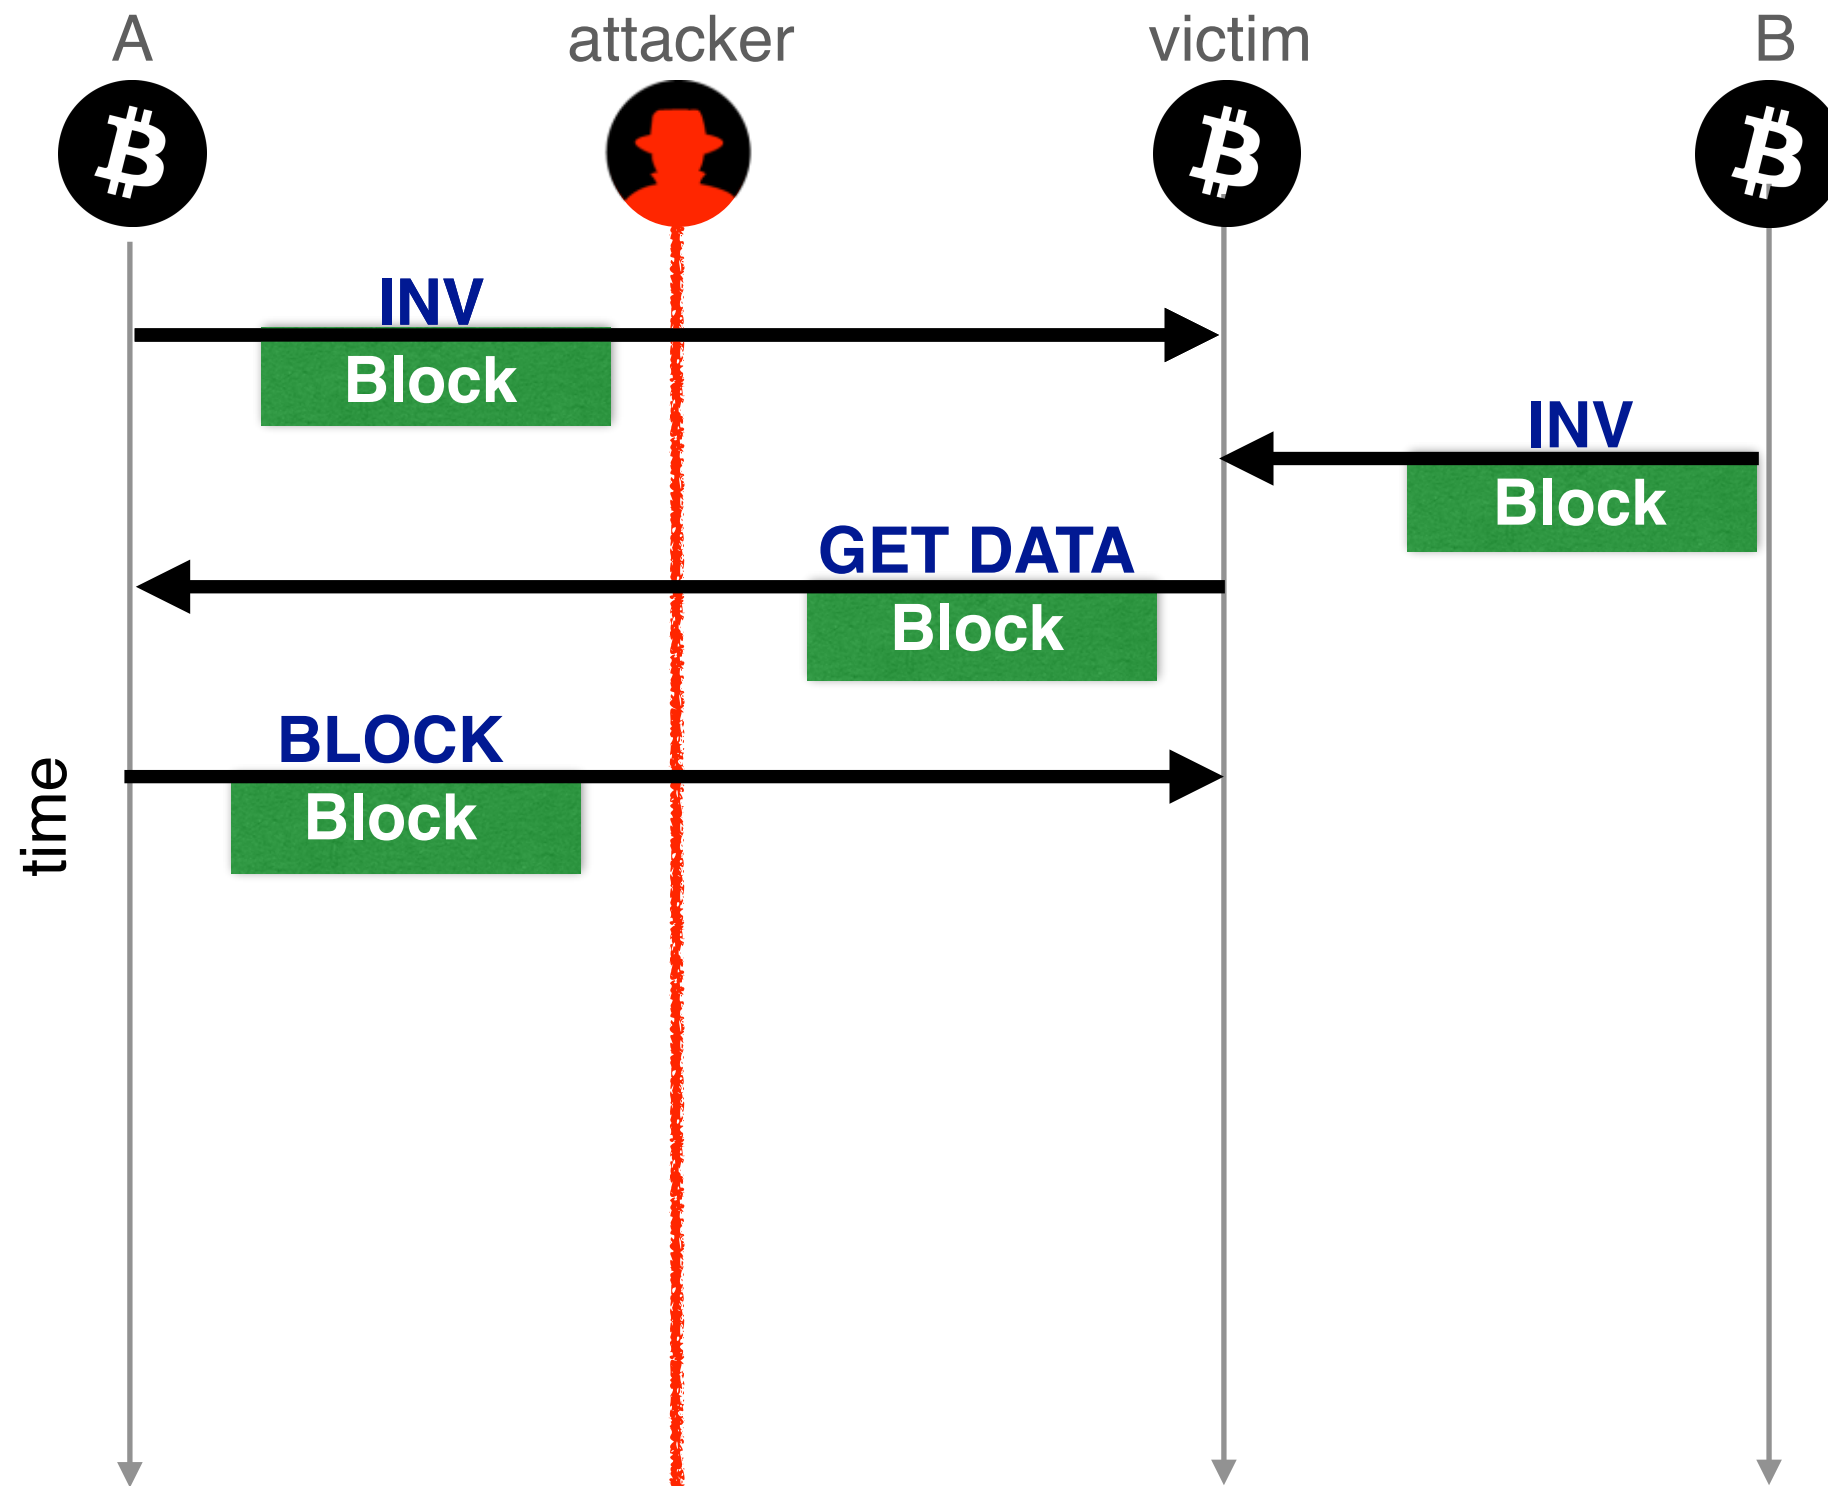 A
attacker
victim
B
INV
Block
INV
Block
GET DATA
Block
BLOCK
Block
time